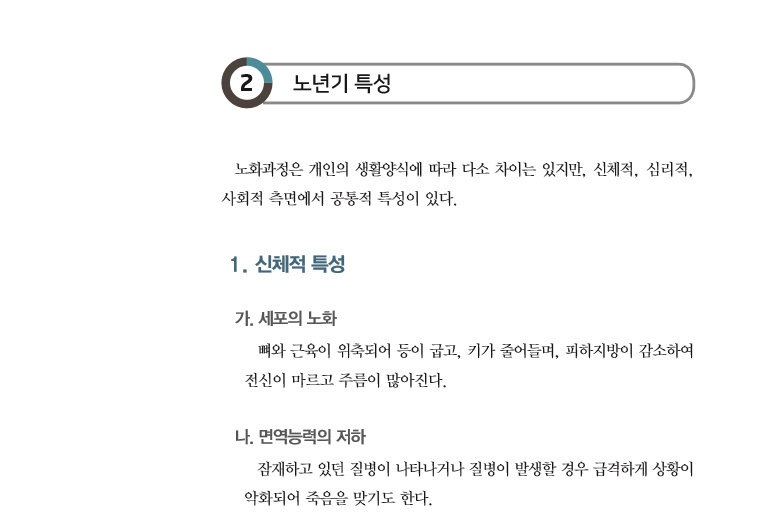 2 노년기 특성
노화과정은 개인의 생활양식에 따라 다소 차이는 있지만, 신체적, 심리적,
사회적 측면에서 공통적 특성이 있다.
1. 신체적 특성
가. 세포의 노화
뼈와 근육이 위축되어 등이 굽고, 키가 줄어들며, 피하지방이 감소하여
전신이 마르고 주름이 많아진다.
나. 면역능력의 저하
잠재하고 있던 질병이 나타나거나 질병이 발생할 경우 급격하게 상황이
악화되어 죽음을 맞기도 한다.